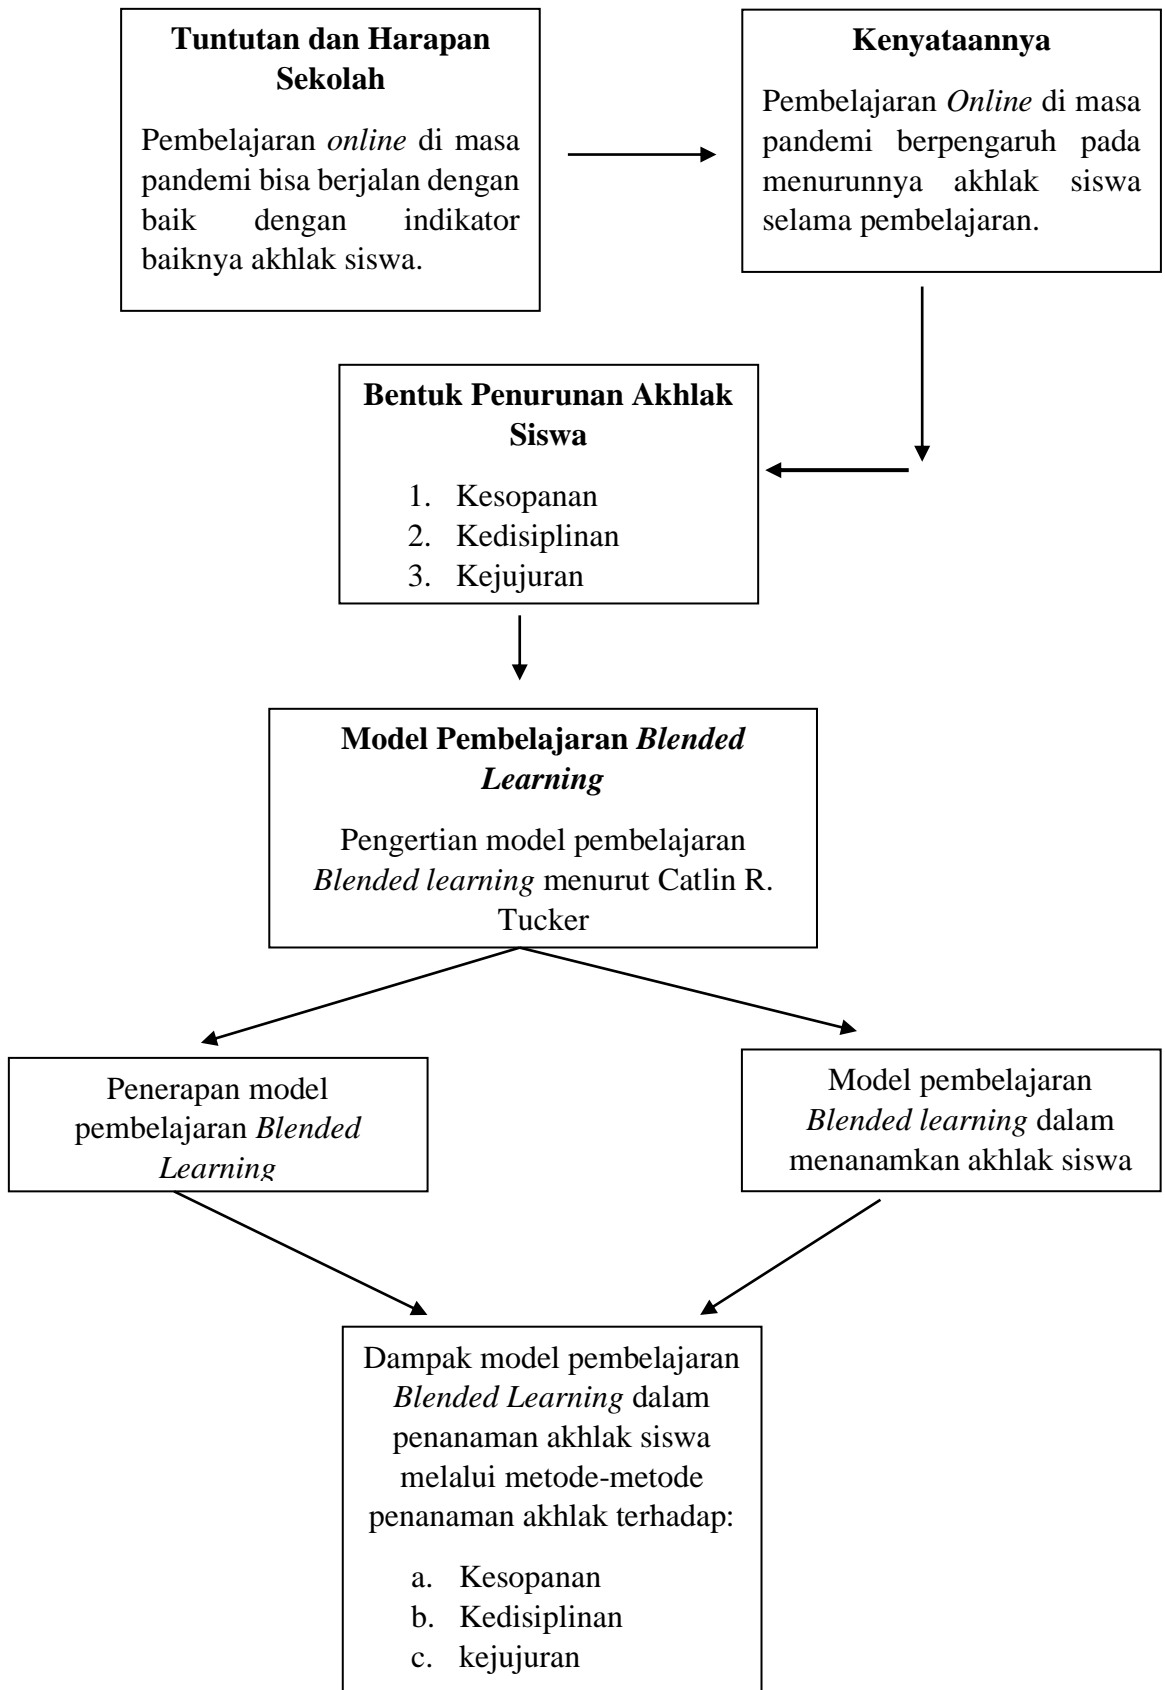 Tuntutan dan Harapan
Sekolah
Pembelajaran online di masa
pandemi bisa berjalan dengan
baik dengan indikator
baiknya akhlak siswa.
Kenyataannya
Pembelajaran Online di masa
pandemi berpengaruh pada
menurunnya akhlak siswa
selama pembelajaran.
Bentuk Penurunan Akhlak
Siswa
1. Kesopanan
2. Kedisiplinan
3. Kejujuran
Model Pembelajaran Blended
Learning
Pengertian model pembelajaran
Blended learning menurut Catlin R.
Tucker
Penerapan model
pembelajaran Blended
Learning
Model pembelajaran
Blended learning dalam
menanamkan akhlak siswa
Dampak model pembelajaran
Blended Learning dalam
penanaman akhlak siswa
melalui metode-metode
penanaman akhlak terhadap:
a. Kesopanan
b. Kedisiplinan
c. kejujuran